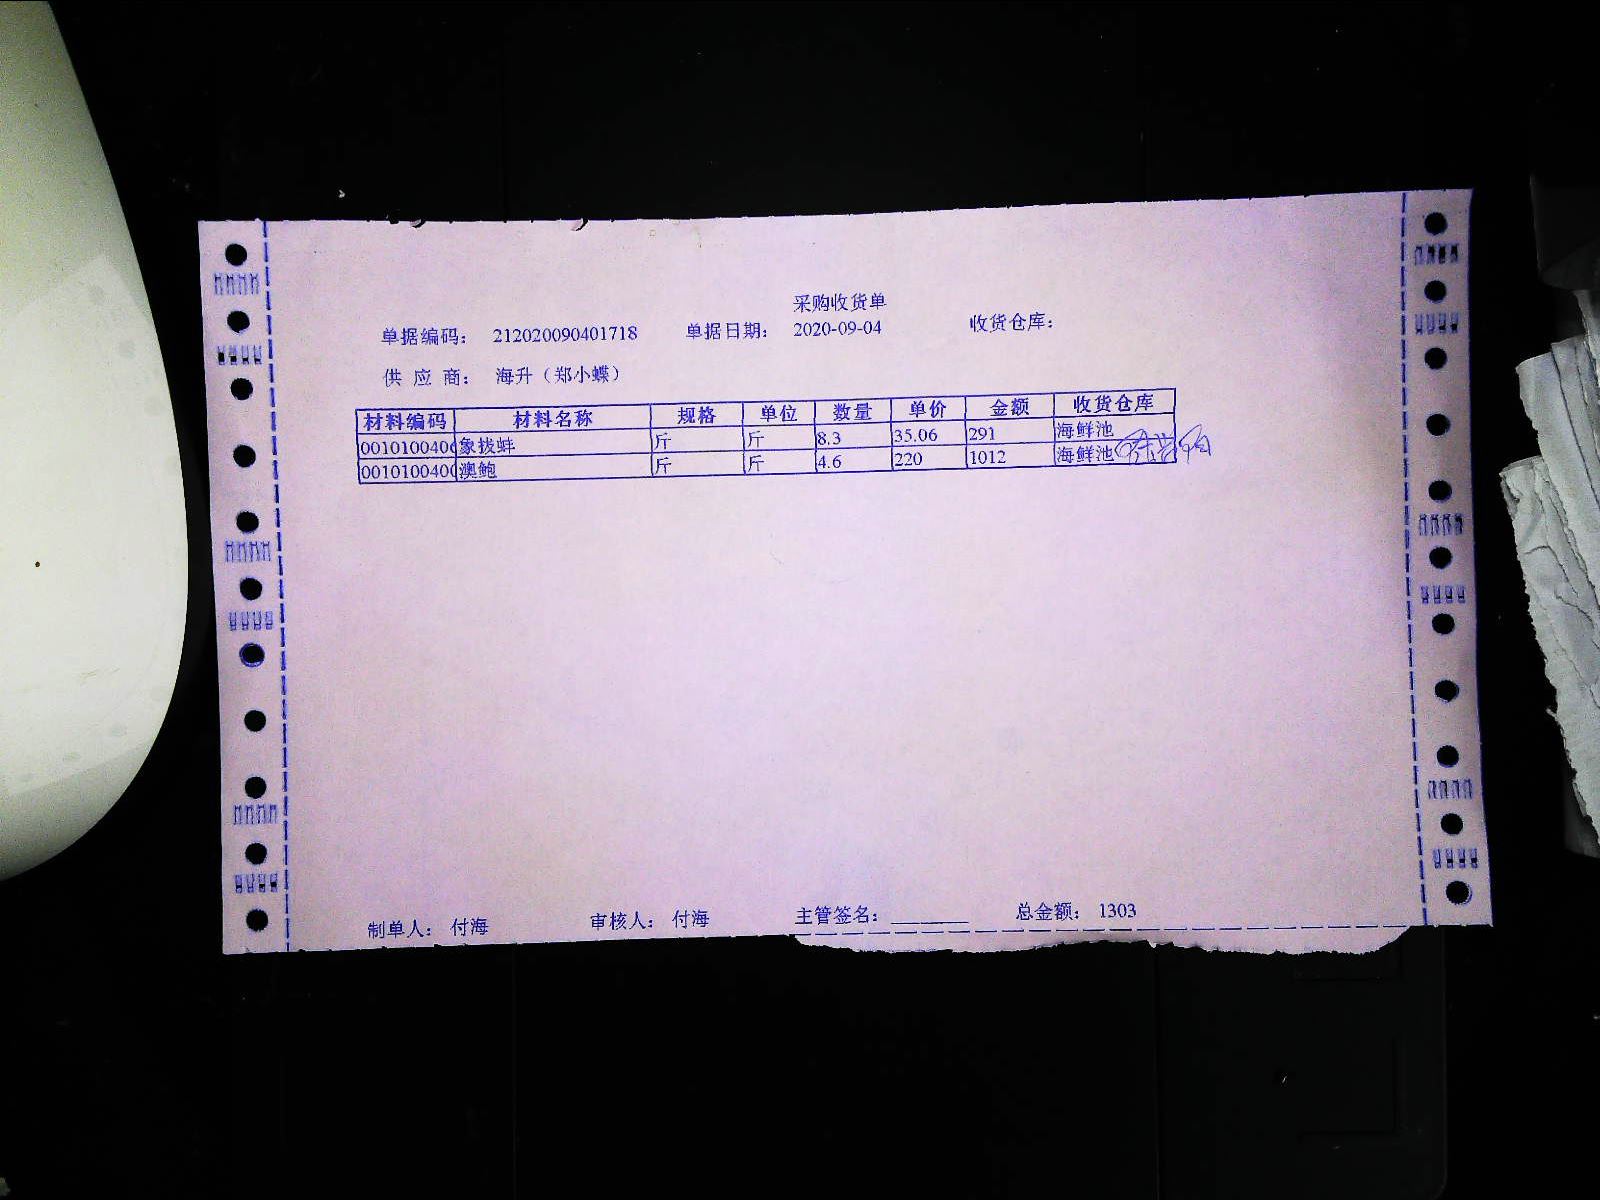 采购收货单
单据编码： 212020090401718 单据日期： 2020-09-04 收货仓库：
供 应 商： 海升（郑小蝶）
材料编码 材料名称 规格 单位 数量 单价 金额 收货仓库
0010100406 象拔蚌 斤 斤 8.3 35.06 291 海鲜池
001010040 澳鲍 斤 斤 4.6 220 1012 海鲜池
制单人： 付海 审核人： 付海 主管签名： ________ 总金额： 1303